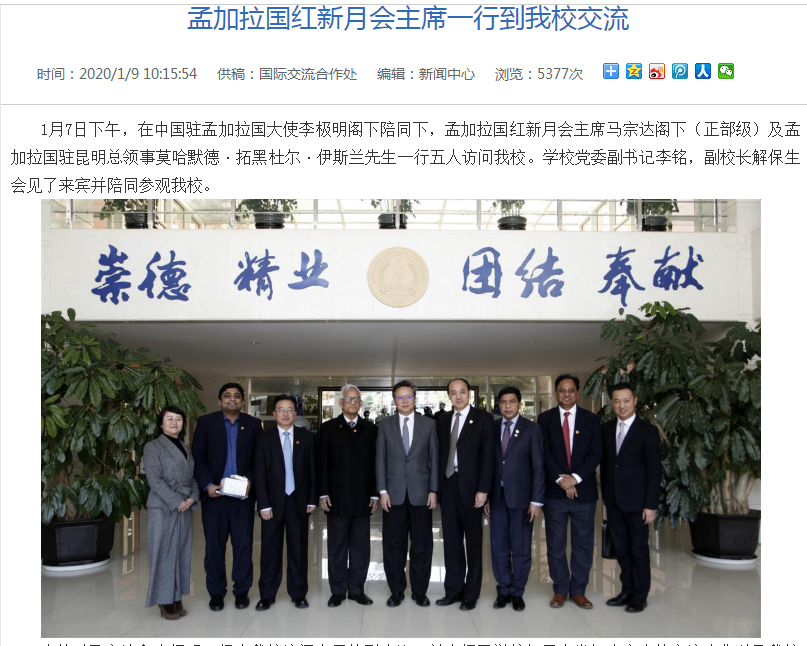 孟加拉国红新月会主席一行到我校交流
时间：2020/1/9 10:15:54 供稿：国际交流合作处 编辑：新闻中心 浏览：5377次
1月7日下午，在中国驻孟加拉国大使李极明阁下陪同下，孟加拉国红新月会主席马宗达阁下（正部级）及孟
加拉国驻昆明总领事莫哈默德·拓黑杜尔·伊斯兰先生一行五人访问我校。学校党委副书记李铭，副校长解保生
会见了来宾并陪同参观我校。
崇德 精业 团结 奉献